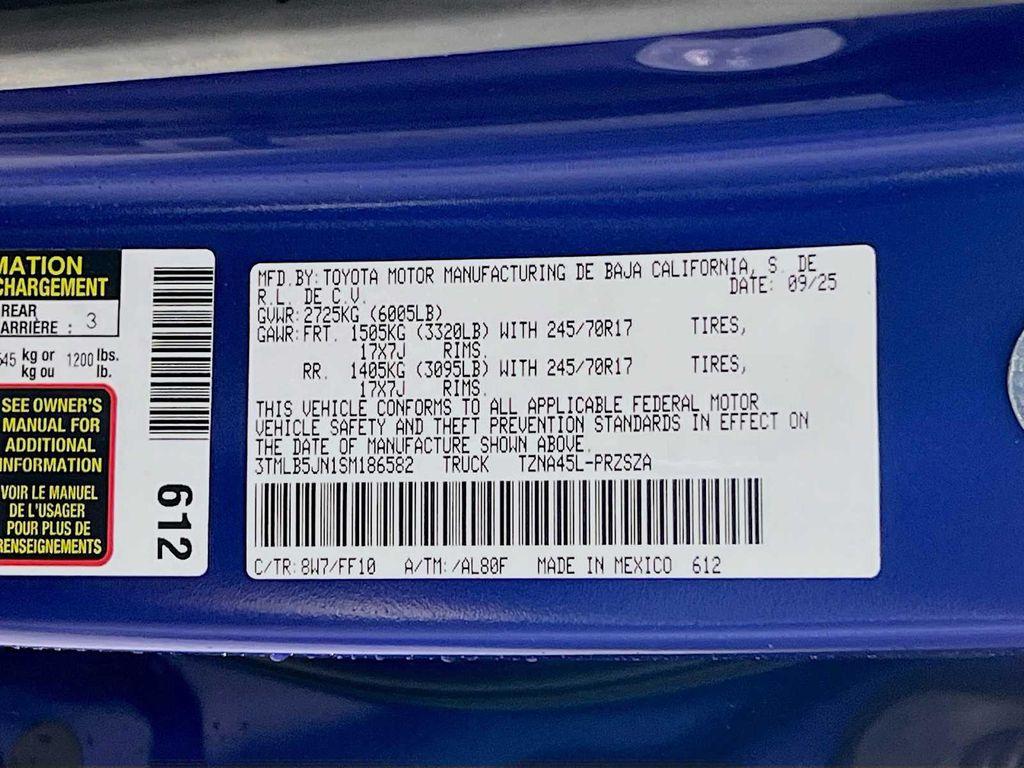 MATION
CHARGEMENT
REAR
ARRIÈRE : 3
545 kg or 1200 lbs.
kg ou lb.
SEE OWNER'S
MANUAL FOR
ADDITIONAL
INFORMATION
VOIR LE MANUEL
DE L'USAGER
POUR PLUS DE
RENSEIGNEMENTS
612
MFD.BY:TOYOTA MOTOR MANUFACTURING DE BAJA CALIFORNIA, S. DE
R.L. DE C.V. DATE: 09/25
GVWR:2725KG (6005LB)
GAWR:FRT. 1505KG (3320LB) WITH 245/70R17 TIRES,
17X7J RIMS.
RR. 1405KG (3095LB) WITH 245/70R17 TIRES,
17X7J RIMS.
THIS VEHICLE CONFORMS TO ALL APPLICABLE FEDERAL MOTOR
VEHICLE SAFETY AND THEFT PREVENTION STANDARDS IN EFFECT ON
THE DATE OF MANUFACTURE SHOWN ABOVE.
3TMLB5JN1SM186582 TRUCK TZNA45L-PRZSZA
C/TR:8W7/FF10 A/TM:/AL80F MADE IN MEXICO 612